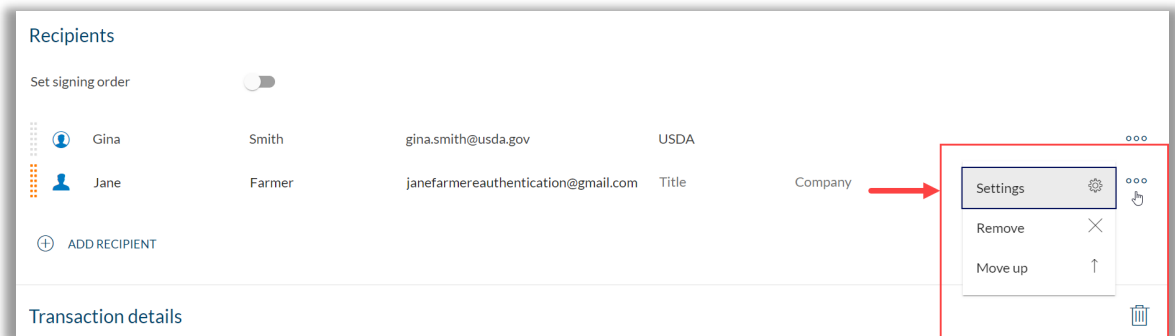 Recipients
Set signing order
Gina Smith gina.smith@usda.gov USDA
Jane Farmer janefarmereauthentication@gmail.com Title Company
Settings
Remove
Move up
ADD RECIPIENT
Transaction details